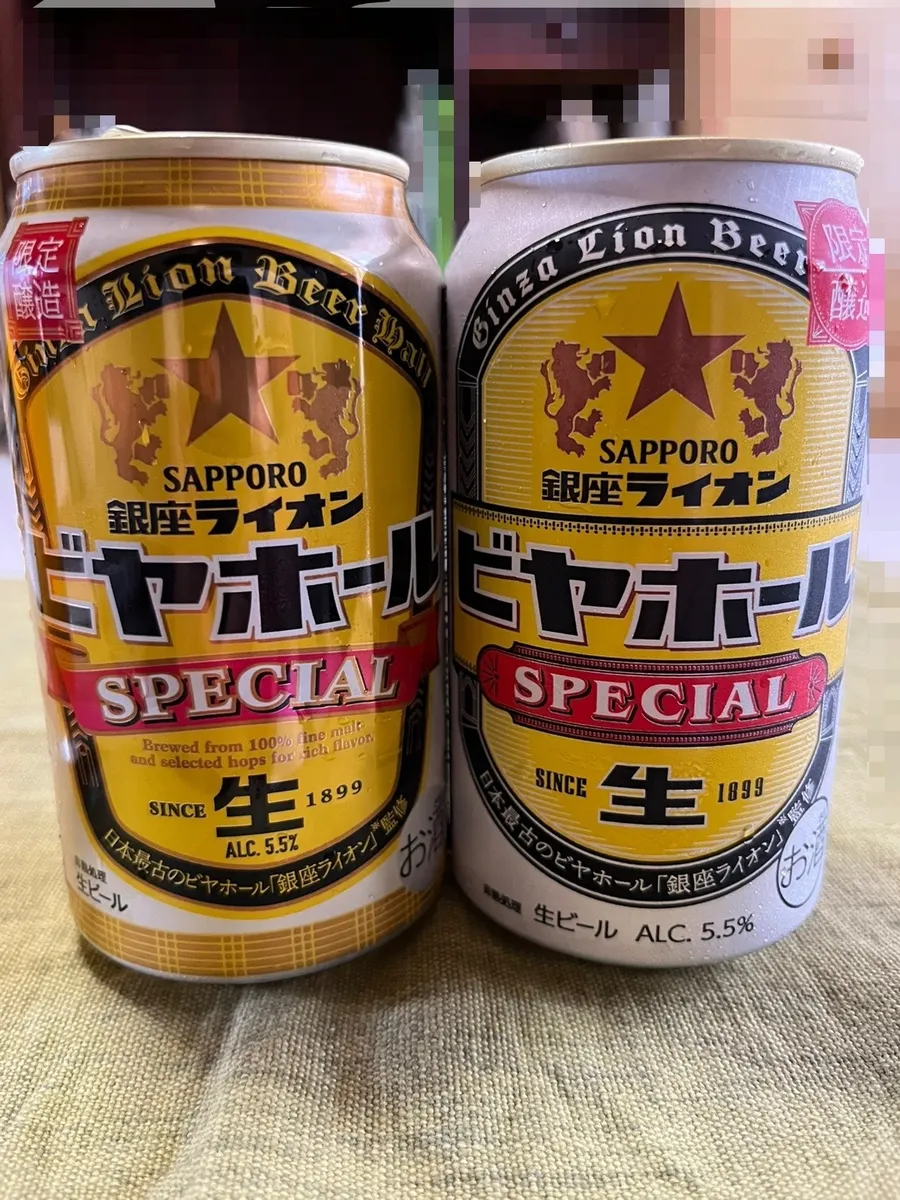 限定
醸造
Ginza Lion Beer Hall
SAPPORO
銀座ライオン
ビヤホール
SPECIAL
Brewed from 100% fine malt
and selected hops for rich flavor.
SINCE 生 1899
ALC. 5.5%
日本最古のビヤホール「銀座ライオン」※監修
生ビール
お酒
限定
醸造
Ginza Lion Beer
SAPPORO
銀座ライオン
ビヤホール
SPECIAL
SINCE 生 1899
日本最古のビヤホール「銀座ライオン」※監修
お酒
非熱処理 生ビール ALC. 5.5%